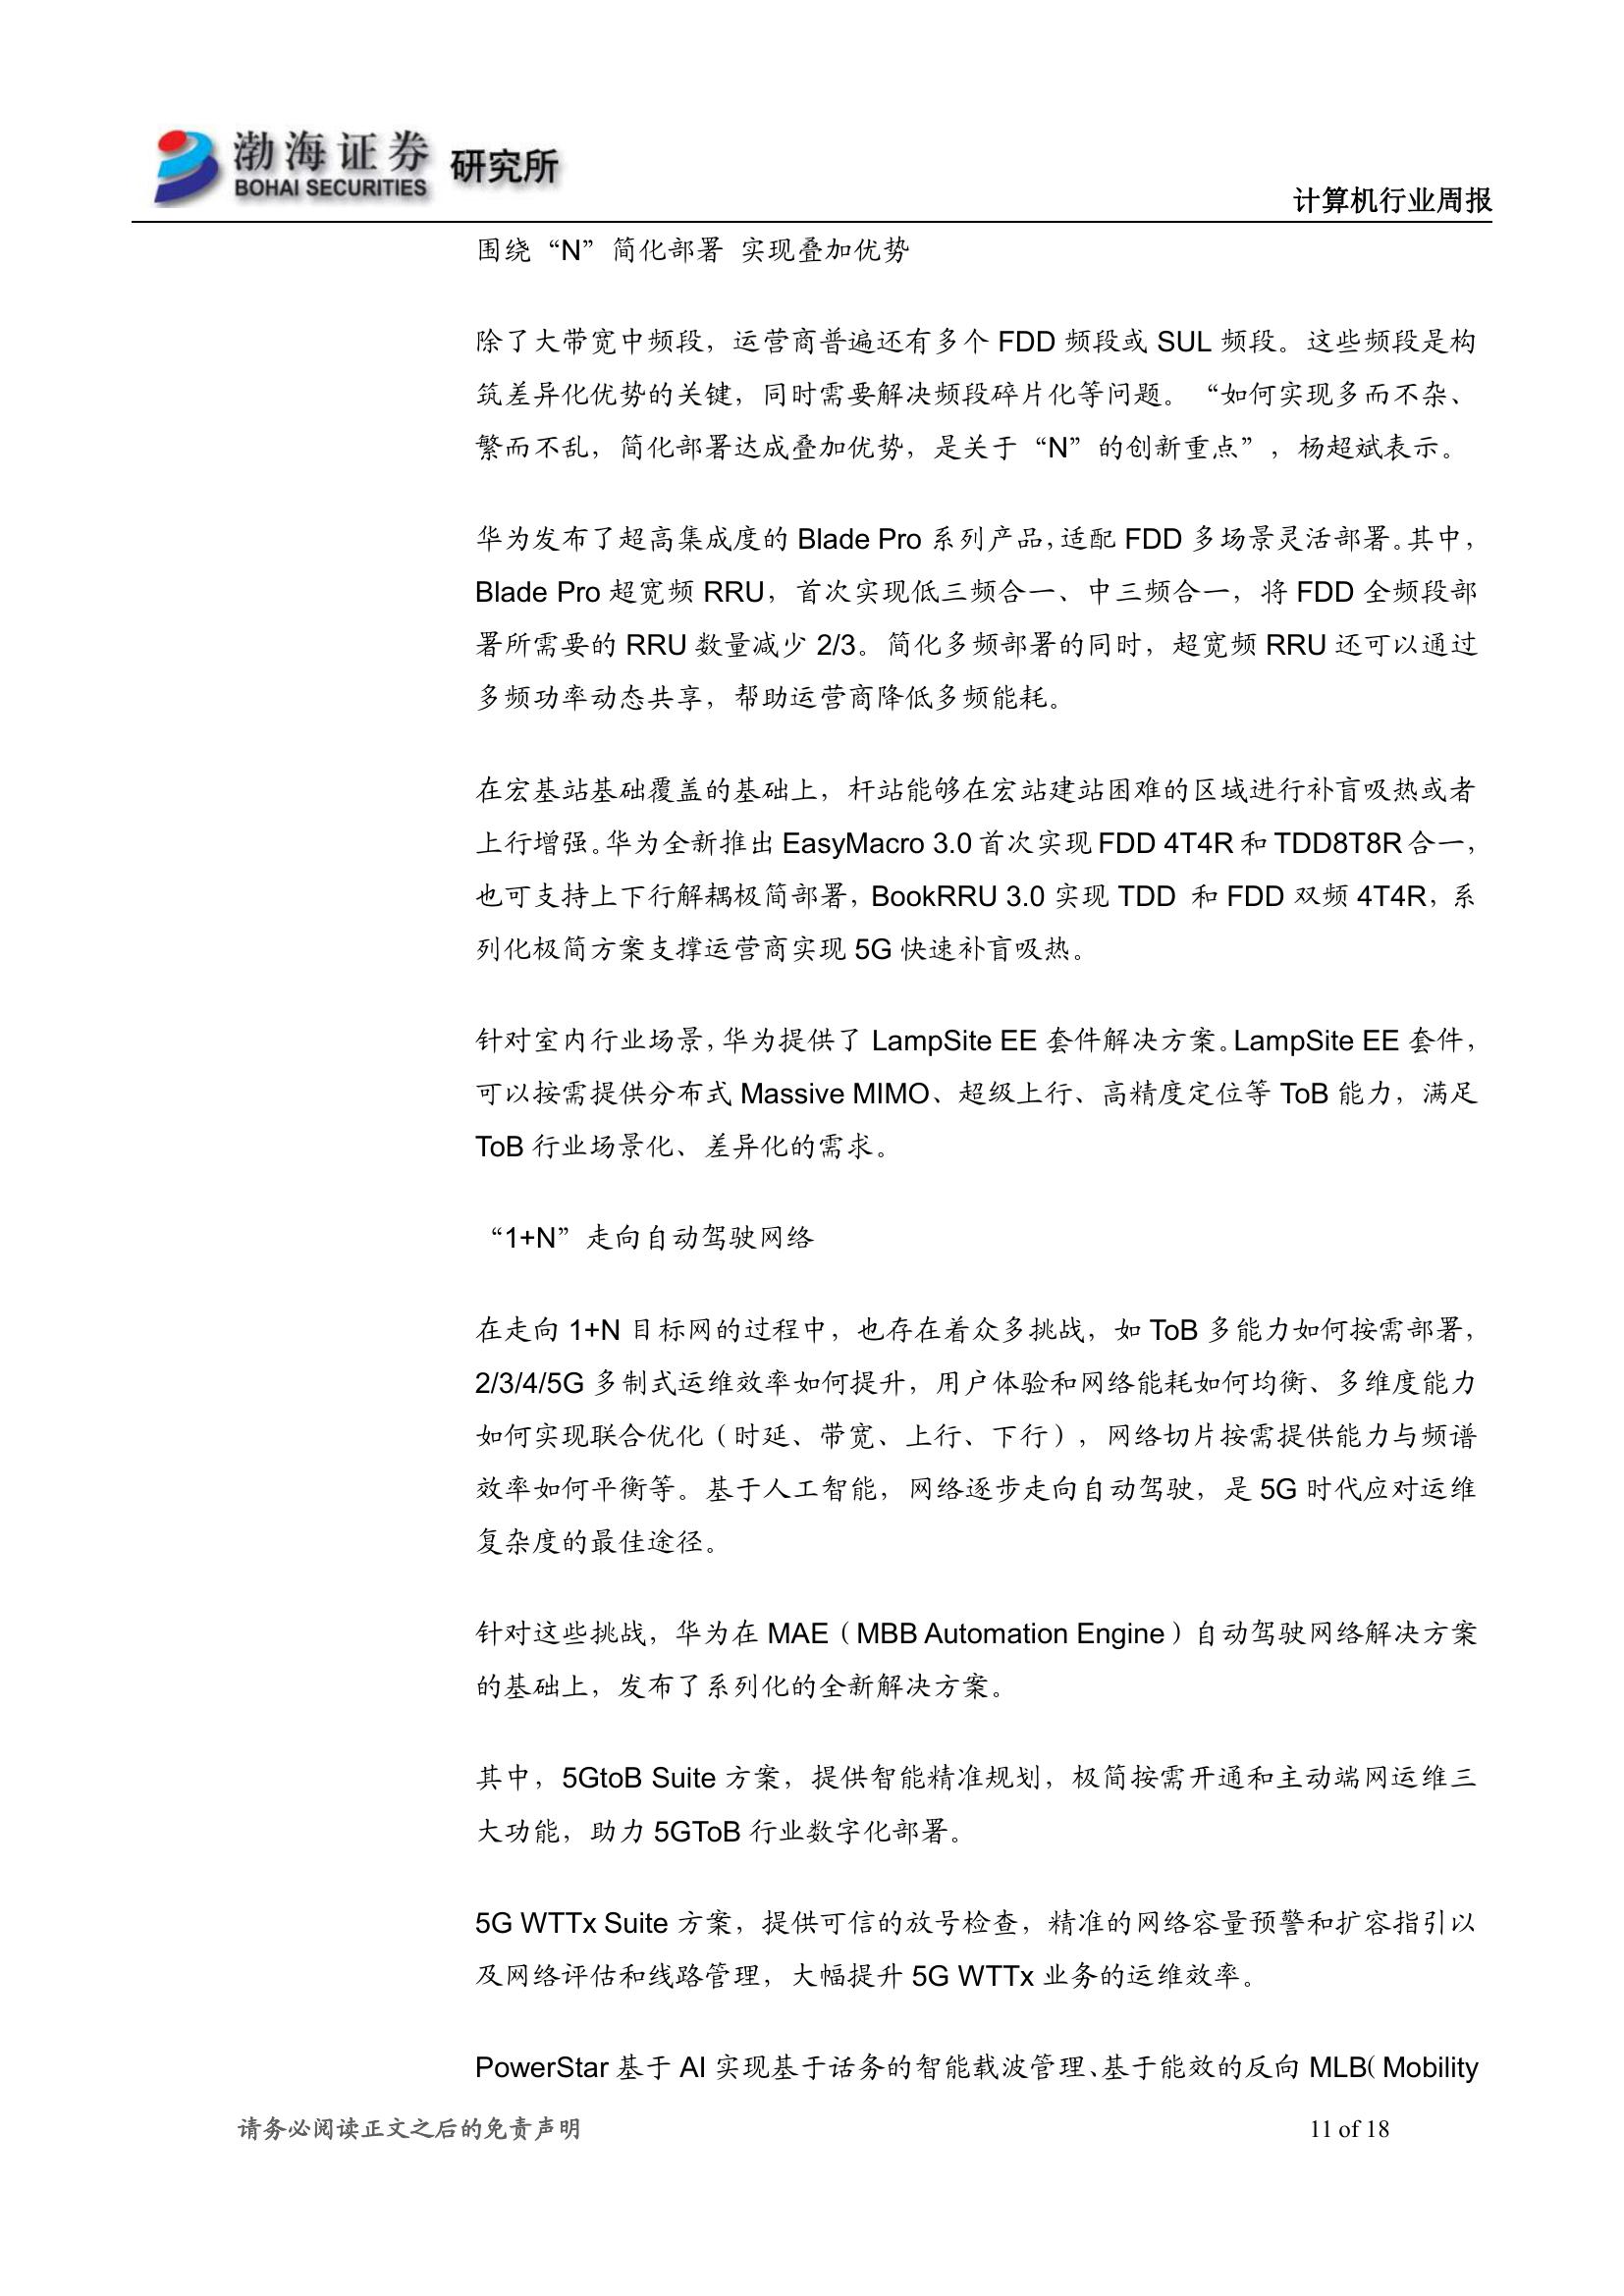 渤海证券 研究所
BOHAI SECURITIES
计算机行业周报
围绕“N”简化部署 实现叠加优势
除了大带宽中频段，运营商普遍还有多个 FDD 频段或 SUL 频段。这些频段是构
筑差异化优势的关键，同时需要解决频段碎片化等问题。“如何实现多而不杂、
繁而不乱，简化部署达成叠加优势，是关于“N”的创新重点”，杨超斌表示。
华为发布了超高集成度的 Blade Pro 系列产品，适配 FDD 多场景灵活部署。其中，
Blade Pro 超宽频 RRU，首次实现低三频合一、中三频合一，将 FDD 全频段部
署所需要的 RRU 数量减少 2/3。简化多频部署的同时，超宽频 RRU 还可以通过
多频功率动态共享，帮助运营商降低多频能耗。
在宏基站基础覆盖的基础上，杆站能够在宏站建站困难的区域进行补盲吸热或者
上行增强。华为全新推出 EasyMacro 3.0 首次实现 FDD 4T4R 和 TDD8T8R 合一，
也可支持上下行解耦极简部署，BookRRU 3.0 实现 TDD 和 FDD 双频 4T4R，系
列化极简方案支撑运营商实现 5G 快速补盲吸热。
针对室内行业场景，华为提供了 LampSite EE 套件解决方案。LampSite EE 套件，
可以按需提供分布式 Massive MIMO、超级上行、高精度定位等 ToB 能力，满足
ToB 行业场景化、差异化的需求。
“1+N”走向自动驾驶网络
在走向 1+N 目标网的过程中，也存在着众多挑战，如 ToB 多能力如何按需部署，
2/3/4/5G 多制式运维效率如何提升，用户体验和网络能耗如何均衡、多维度能力
如何实现联合优化（时延、带宽、上行、下行），网络切片按需提供能力与频谱
效率如何平衡等。基于人工智能，网络逐步走向自动驾驶，是 5G 时代应对运维
复杂度的最佳途径。
针对这些挑战，华为在 MAE（MBB Automation Engine）自动驾驶网络解决方案
的基础上，发布了系列化的全新解决方案。
其中，5GtoB Suite 方案，提供智能精准规划，极简按需开通和主动端网运维三
大功能，助力 5GToB 行业数字化部署。
5G WTTx Suite 方案，提供可信的放号检查，精准的网络容量预警和扩容指引以
及网络评估和线路管理，大幅提升 5G WTTx 业务的运维效率。
PowerStar 基于 AI 实现基于话务的智能载波管理、基于能效的反向 MLB（Mobility
请务必阅读正文之后的免责声明
11 of 18